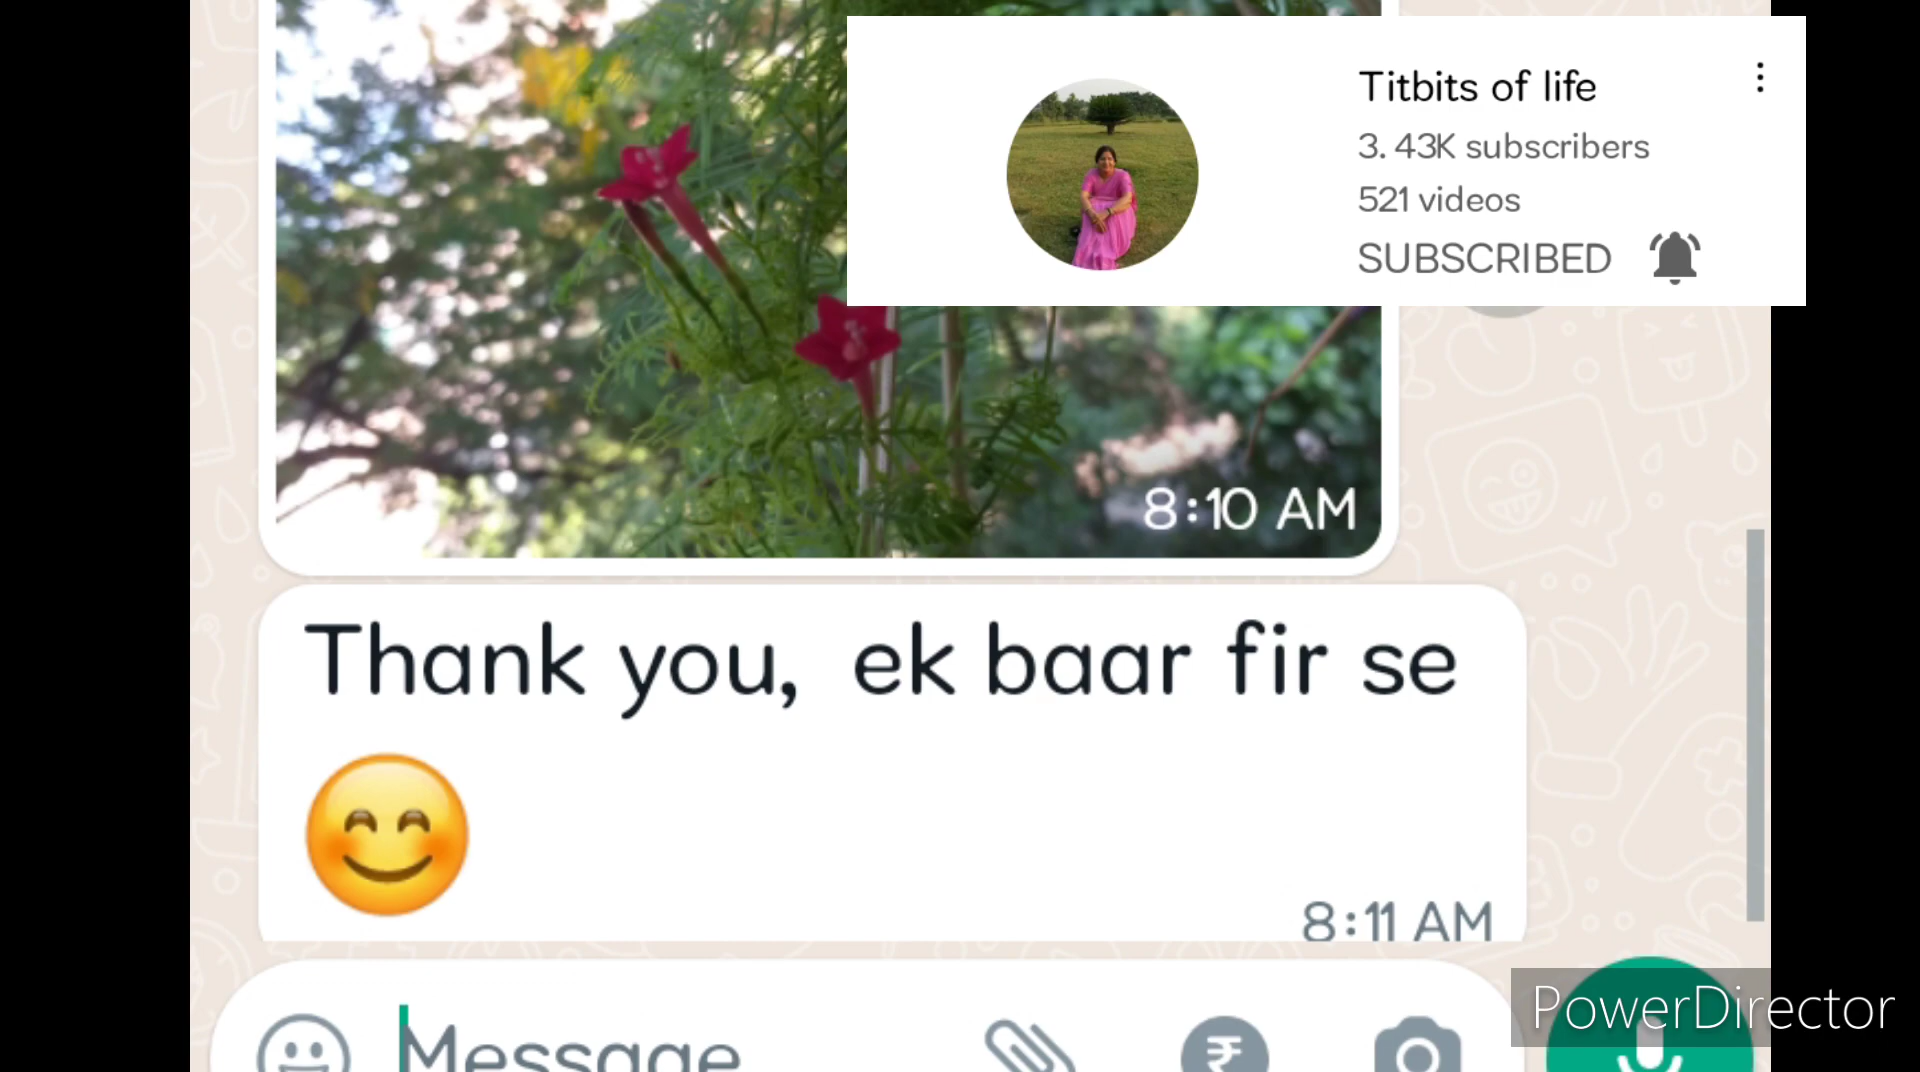 Titbits of life
3. 43K subscribers
521 videos
SUBSCRIBED
8:10 AM
Thank you, ek baar fir se
😊
8:11 AM
Message
PowerDirector